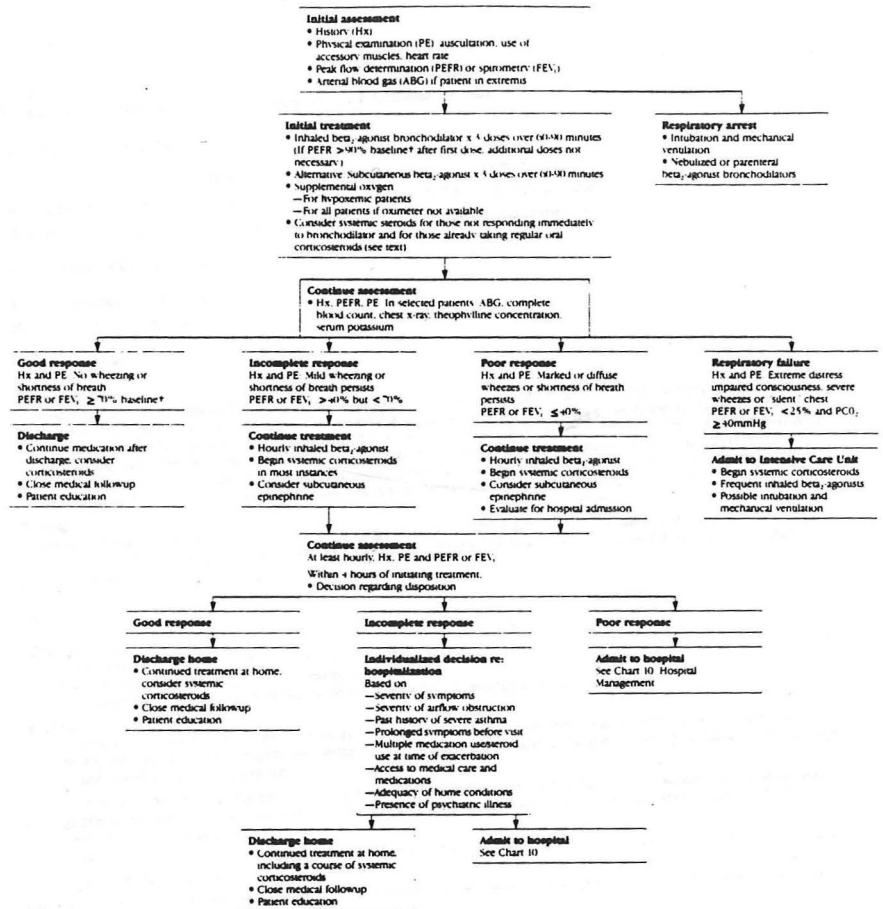 Initial assessment
• History (Hx)
• Physical examination (PE) auscultation, use of
accessory muscles, heart rate
• Peak flow determination (PEFR) or spirometry (FEV₁)
• Arterial blood gas (ABG) if patient in extremis
Initial treatment
• Inhaled beta₂-agonist bronchodilator x 3 doses over 60-90 minutes
(If PEFR >90% baseline† after first dose, additional doses not
necessary)
• Alternative Subcutaneous beta₂-agonist x 3 doses over 60-90 minutes
• Supplemental oxygen
—For hypoxemic patients
—For all patients if oximeter not available
• Consider systemic steroids for those not responding immediately
to bronchodilator and for those already taking regular oral
corticosteroids (see text)
Respiratory arrest
• Intubation and mechanical
ventilation
• Nebulized or parenteral
beta₂-agonist bronchodilators
Continue assessment
• Hx, PEFR, PE In selected patients ABG, complete
blood count, chest x-ray, theophylline concentration,
serum potassium
Good response
Hx and PE No wheezing or
shortness of breath
PEFR or FEV₁ ≥70% baseline†
Discharge
• Continue medication after
discharge, consider
corticosteroids
• Close medical followup
• Patient education
Incomplete response
Hx and PE Mild wheezing or
shortness of breath persists
PEFR or FEV₁ >40% but <70%
Continue treatment
• Hourly inhaled beta₂-agonist
• Begin systemic corticosteroids
in most instances
• Consider subcutaneous
epinephrine
Poor response
Hx and PE Marked or diffuse
wheezes or shortness of breath
persists
PEFR or FEV₁ ≤40%
Continue treatment
• Hourly inhaled beta₂-agonist
• Begin systemic corticosteroids
• Consider subcutaneous
epinephrine
• Evaluate for hospital admission
Respiratory failure
Hx and PE Extreme distress
impaired consciousness, severe
wheezes or "silent" chest
PEFR or FEV₁ <25% and PCO₂
≥40mmHg
Admit to Intensive Care Unit
• Begin systemic corticosteroids
• Frequent inhaled beta₂-agonists
• Possible intubation and
mechanical ventilation
Continue assessment
At least hourly, Hx, PE and PEFR or FEV₁
Within 4 hours of initiating treatment,
• Decision regarding disposition
Good response
Discharge home
• Continued treatment at home,
consider systemic
corticosteroids
• Close medical followup
• Patient education
Incomplete response
Individualized decision re:
hospitalization
Based on
—Severity of symptoms
—Severity of airflow obstruction
—Past history of severe asthma
—Prolonged symptoms before visit
—Multiple medication use/steroid
use at time of exacerbation
—Access to medical care and
medications
—Adequacy of home conditions
—Presence of psychiatric illness
Poor response
Admit to hospital
See Chart 10 Hospital
Management
Discharge home
• Continued treatment at home,
including a course of systemic
corticosteroids
• Close medical followup
• Patient education
Admit to hospital
See Chart 10